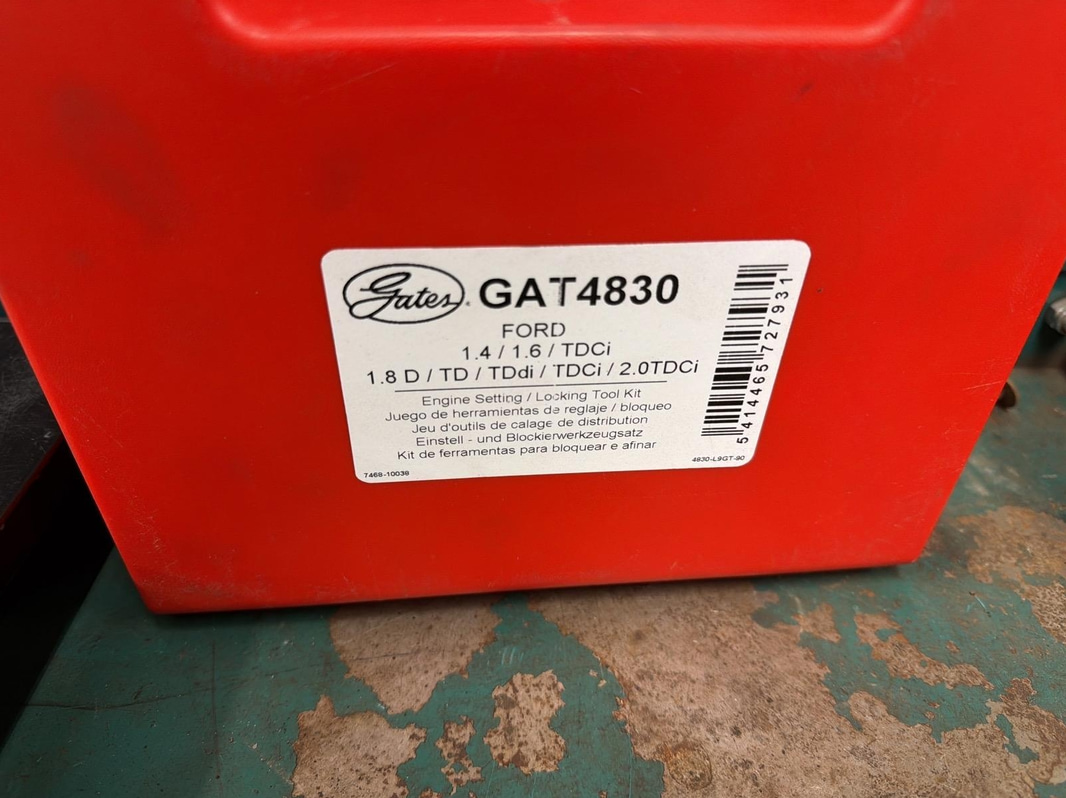 Gates® GAT4830
FORD
1.4 / 1.6 / TDCi
1.8 D / TD / TDdi / TDCi / 2.0TDCi
Engine Setting / Locking Tool Kit
Juego de herramientas de reglaje / bloqueo
Jeu d'outils de calage de distribution
Einstell - und Blockierwerkzeugsatz
Kit de ferramentas para bloquear e afinar
7468-10038
4830-L9GT-90
5 414465 727931